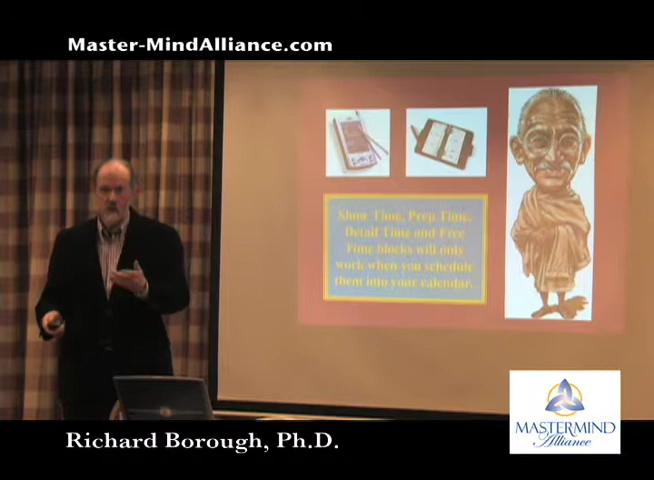 Master-MindAlliance.com
Show Time, Prep Time,
Detail Time and Free
Time blocks will only
work when you schedule
them into your calendar.
Richard Borough, Ph.D.
MASTERMIND
Alliance